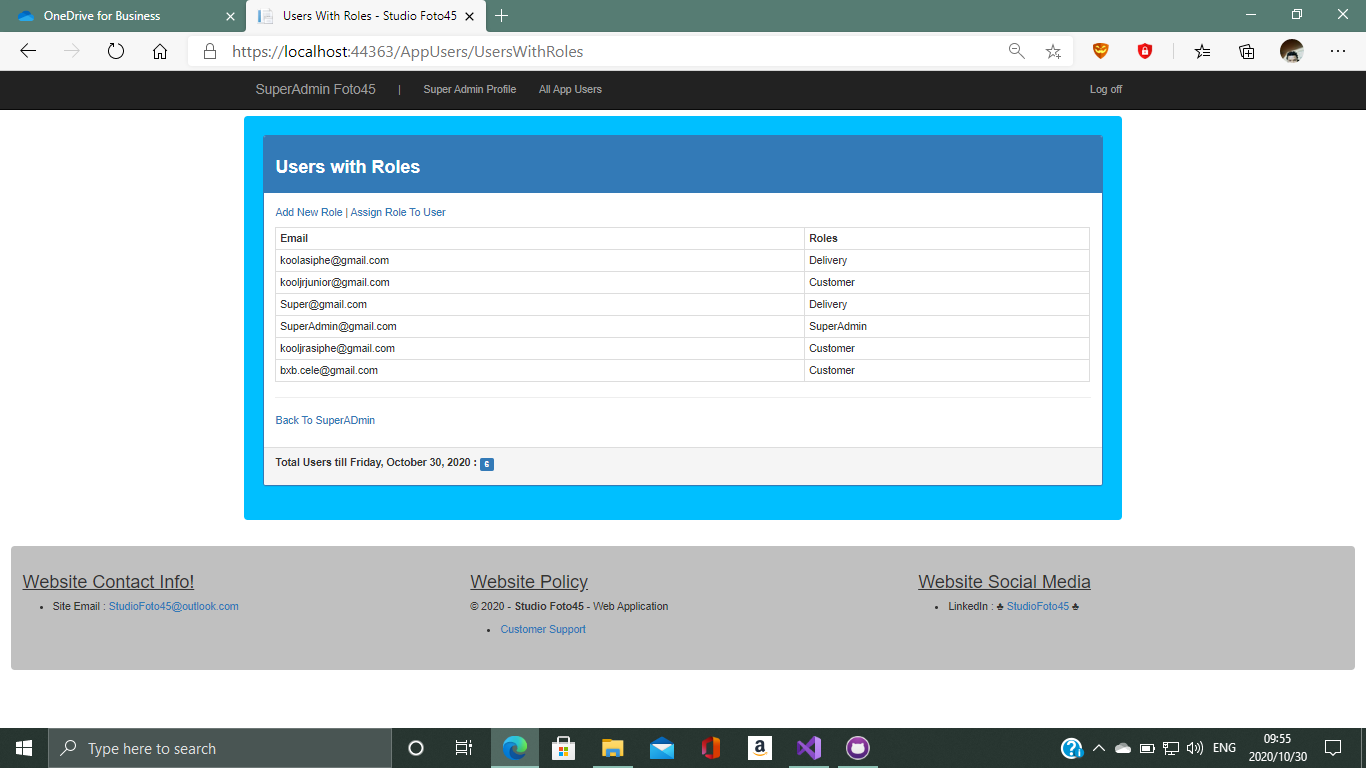 OneDrive for Business
Users With Roles - Studio Foto45
https://localhost:44363/AppUsers/UsersWithRoles
SuperAdmin Foto45 | Super Admin Profile All App Users Log off
Users with Roles
Add New Role | Assign Role To User
Email Roles
koolasiphe@gmail.com Delivery
kooljrjunior@gmail.com Customer
Super@gmail.com Delivery
SuperAdmin@gmail.com SuperAdmin
kooljrasiphe@gmail.com Customer
bxb.cele@gmail.com Customer
Back To SuperADmin
Total Users till Friday, October 30, 2020 : 6
Website Contact Info!
• Site Email : StudioFoto45@outlook.com
Website Policy
© 2020 - Studio Foto45 - Web Application
• Customer Support
Website Social Media
• LinkedIn : ♣ StudioFoto45 ♣
Type here to search
ENG
09:55
2020/10/30